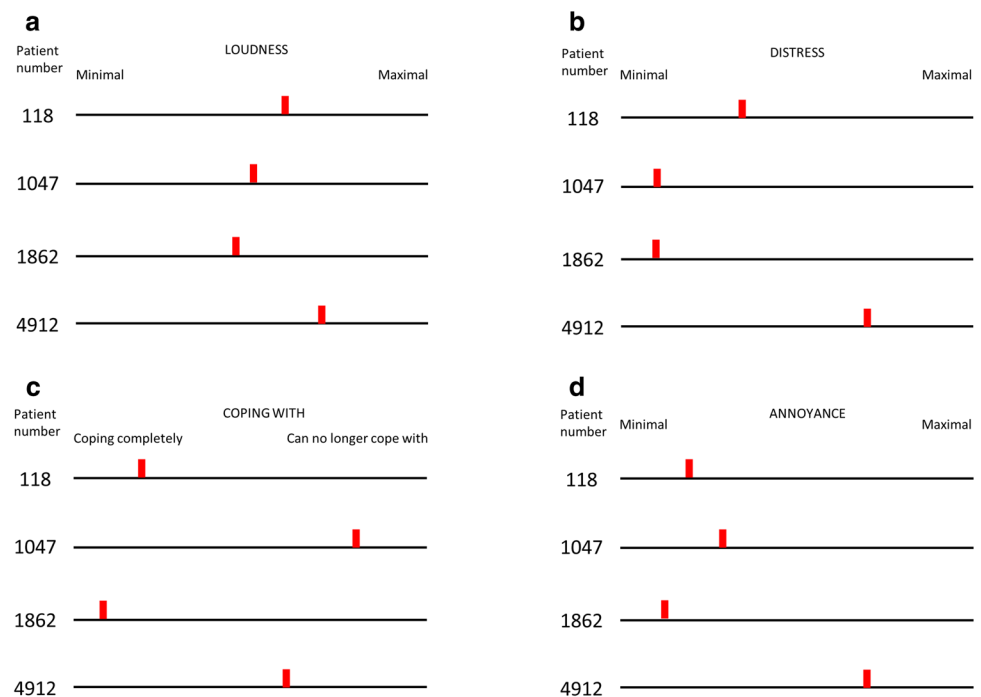 a
LOUDNESS
Patient
number
Minimal
Maximal
118
1047
1862
4912
b
DISTRESS
Patient
number
Minimal
Maximal
118
1047
1862
4912
c
COPING WITH
Patient
number
Coping completely
Can no longer cope with
118
1047
1862
4912
d
ANNOYANCE
Patient
number
Minimal
Maximal
118
1047
1862
4912